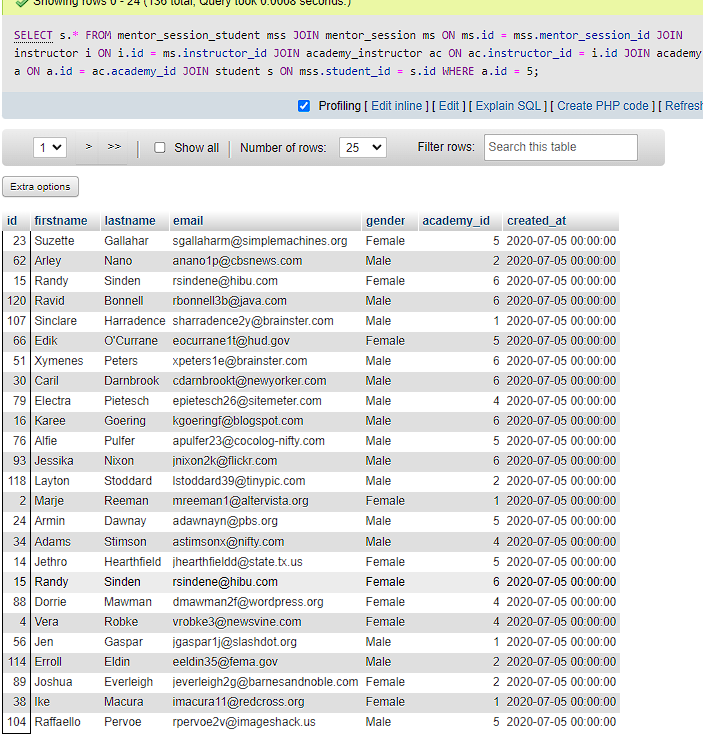 Showing rows 0 - 24 (136 total, Query took 0.0008 seconds.)
SELECT s.* FROM mentor_session_student mss JOIN mentor_session ms ON ms.id = mss.mentor_session_id JOIN
instructor i ON i.id = ms.instructor_id JOIN academy_instructor ac ON ac.instructor_id = i.id JOIN academy
a ON a.id = ac.academy_id JOIN student s ON mss.student_id = s.id WHERE a.id = 5;
Profiling [ Edit inline ] [ Edit ] [ Explain SQL ] [ Create PHP code ] [ Refresh
1 > >> Show all Number of rows: 25 Filter rows: Search this table
Extra options
id firstname lastname email gender academy_id created_at
23 Suzette Gallahar sgallaharm@simplemachines.org Female 5 2020-07-05 00:00:00
62 Arley Nano anano1p@cbsnews.com Male 2 2020-07-05 00:00:00
15 Randy Sinden rsindene@hibu.com Female 6 2020-07-05 00:00:00
120 Ravid Bonnell rbonnell3b@java.com Male 6 2020-07-05 00:00:00
107 Sinclare Harradence sharradence2y@brainster.com Male 1 2020-07-05 00:00:00
66 Edik O'Currane eocurrane1t@hud.gov Female 5 2020-07-05 00:00:00
51 Xymenes Peters xpeters1e@brainster.com Male 6 2020-07-05 00:00:00
30 Caril Darnbrook cdarnbrookt@newyorker.com Male 6 2020-07-05 00:00:00
79 Electra Pietesch epietesch26@sitemeter.com Male 4 2020-07-05 00:00:00
16 Karee Goering kgoeringf@blogspot.com Male 6 2020-07-05 00:00:00
76 Alfie Pulfer apulfer23@cocolog-nifty.com Male 5 2020-07-05 00:00:00
93 Jessika Nixon jnixon2k@flickr.com Male 6 2020-07-05 00:00:00
118 Layton Stoddard lstoddard39@tinypic.com Male 2 2020-07-05 00:00:00
2 Marje Reeman mreeman1@altervista.org Female 1 2020-07-05 00:00:00
24 Armin Dawnay adawnayn@pbs.org Male 5 2020-07-05 00:00:00
34 Adams Stimson astimsonx@nifty.com Male 4 2020-07-05 00:00:00
14 Jethro Hearthfield jhearthfieldd@state.tx.us Female 5 2020-07-05 00:00:00
15 Randy Sinden rsindene@hibu.com Female 6 2020-07-05 00:00:00
88 Dorrie Mawman dmawman2f@wordpress.org Female 4 2020-07-05 00:00:00
4 Vera Robke vrobke3@newsvine.com Female 4 2020-07-05 00:00:00
56 Jen Gaspar jgaspar1j@slashdot.org Male 1 2020-07-05 00:00:00
114 Erroll Eldin eeldin35@fema.gov Male 2 2020-07-05 00:00:00
89 Joshua Everleigh jeverleigh2g@barnesandnoble.com Female 2 2020-07-05 00:00:00
38 Ike Macura imacura11@redcross.org Female 1 2020-07-05 00:00:00
104 Raffaello Pervoe rpervoe2v@imageshack.us Male 5 2020-07-05 00:00:00